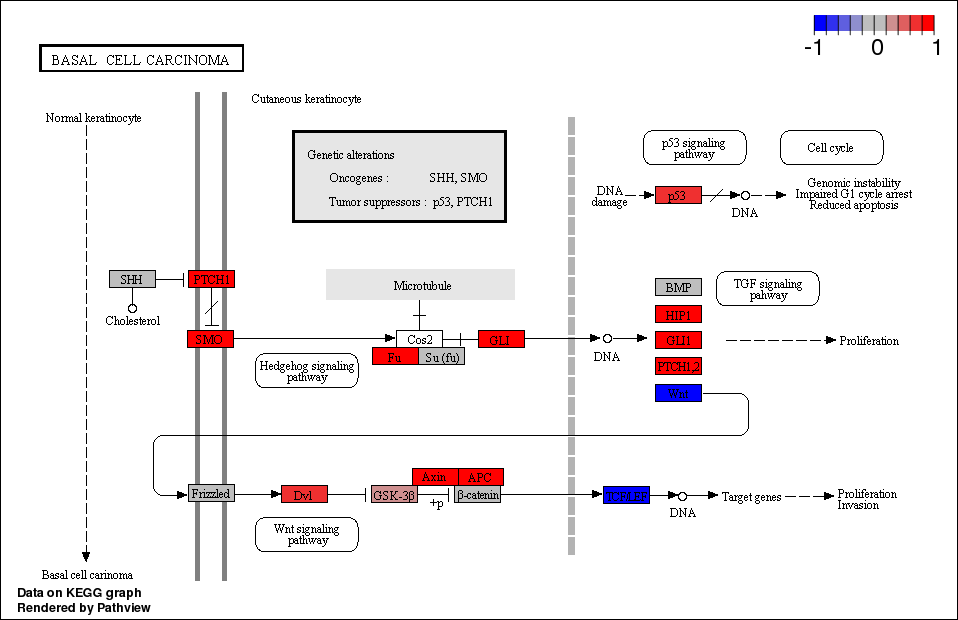 -1 0 1
BASAL CELL CARCINOMA
Cutaneous keratinocyte
Normal keratinocyte
Genetic alterations
Oncogenes : SHH, SMO
Tumor suppressors : p53, PTCH1
p53 signaling
pathway
Cell cycle
DNA
damage
p53
DNA
Genomic instability
Impaired G1 cycle arrest
Reduced apoptosis
SHH
PTCH1
Cholesterol
SMO
Microtubule
Cos2
Fu
Su (fu)
GLI
Hedgehog signaling
pathway
DNA
BMP
TGF signaling
pahway
HIP1
GLI1
PTCH1,2
Wnt
Proliferation
Frizzled
Dvl
Axin
APC
GSK-3β
β-catenin
+p
TCF/LEF
DNA
Target genes
Proliferation
Invasion
Wnt signaling
pathway
Basal cell carinoma
Data on KEGG graph
Rendered by Pathview